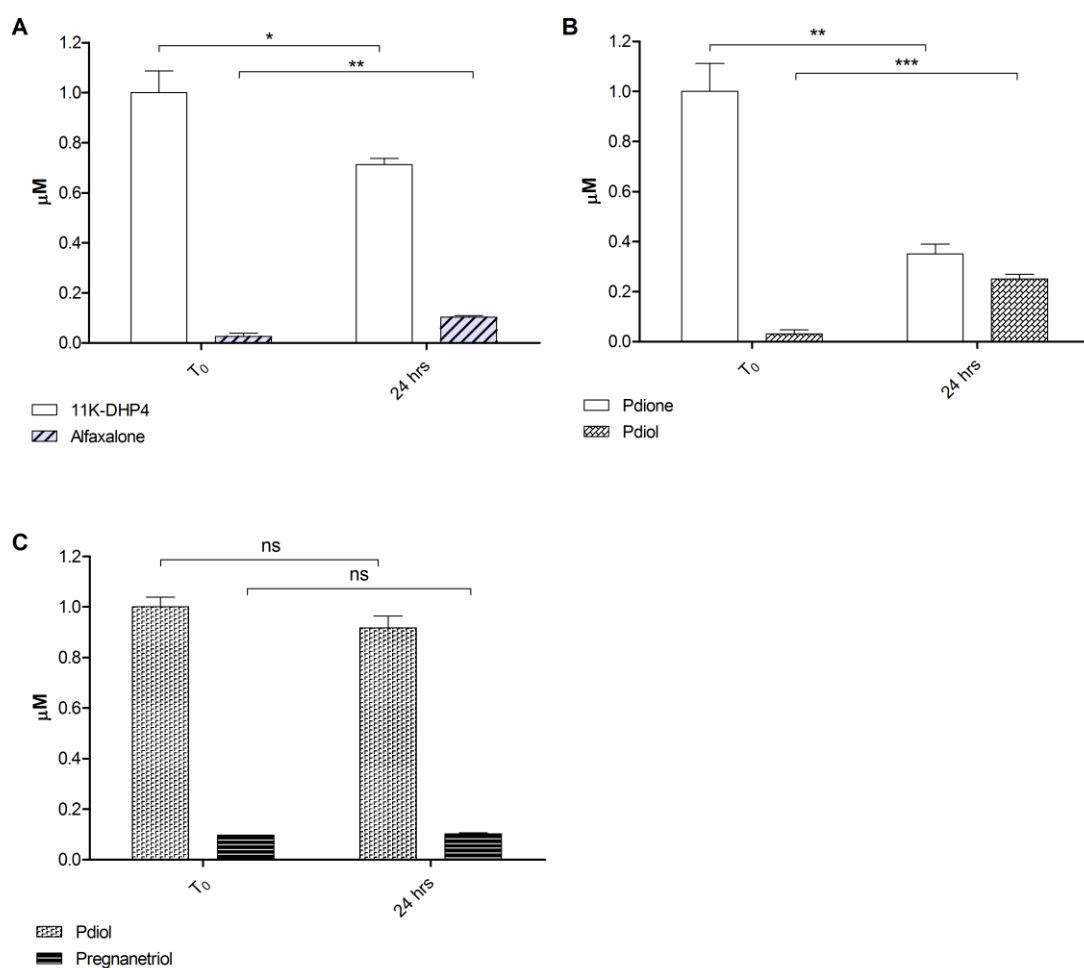 A
1.2
1.0
0.8
0.6
0.4
0.2
0.0
µM
*
**
T₀
24 hrs
11K-DHP4
Alfaxalone
B
1.2
1.0
0.8
0.6
0.4
0.2
0.0
µM
**
***
T₀
24 hrs
Pdione
Pdiol
C
1.2
1.0
0.8
0.6
0.4
0.2
0.0
µM
ns
ns
T₀
24 hrs
Pdiol
Pregnanetriol